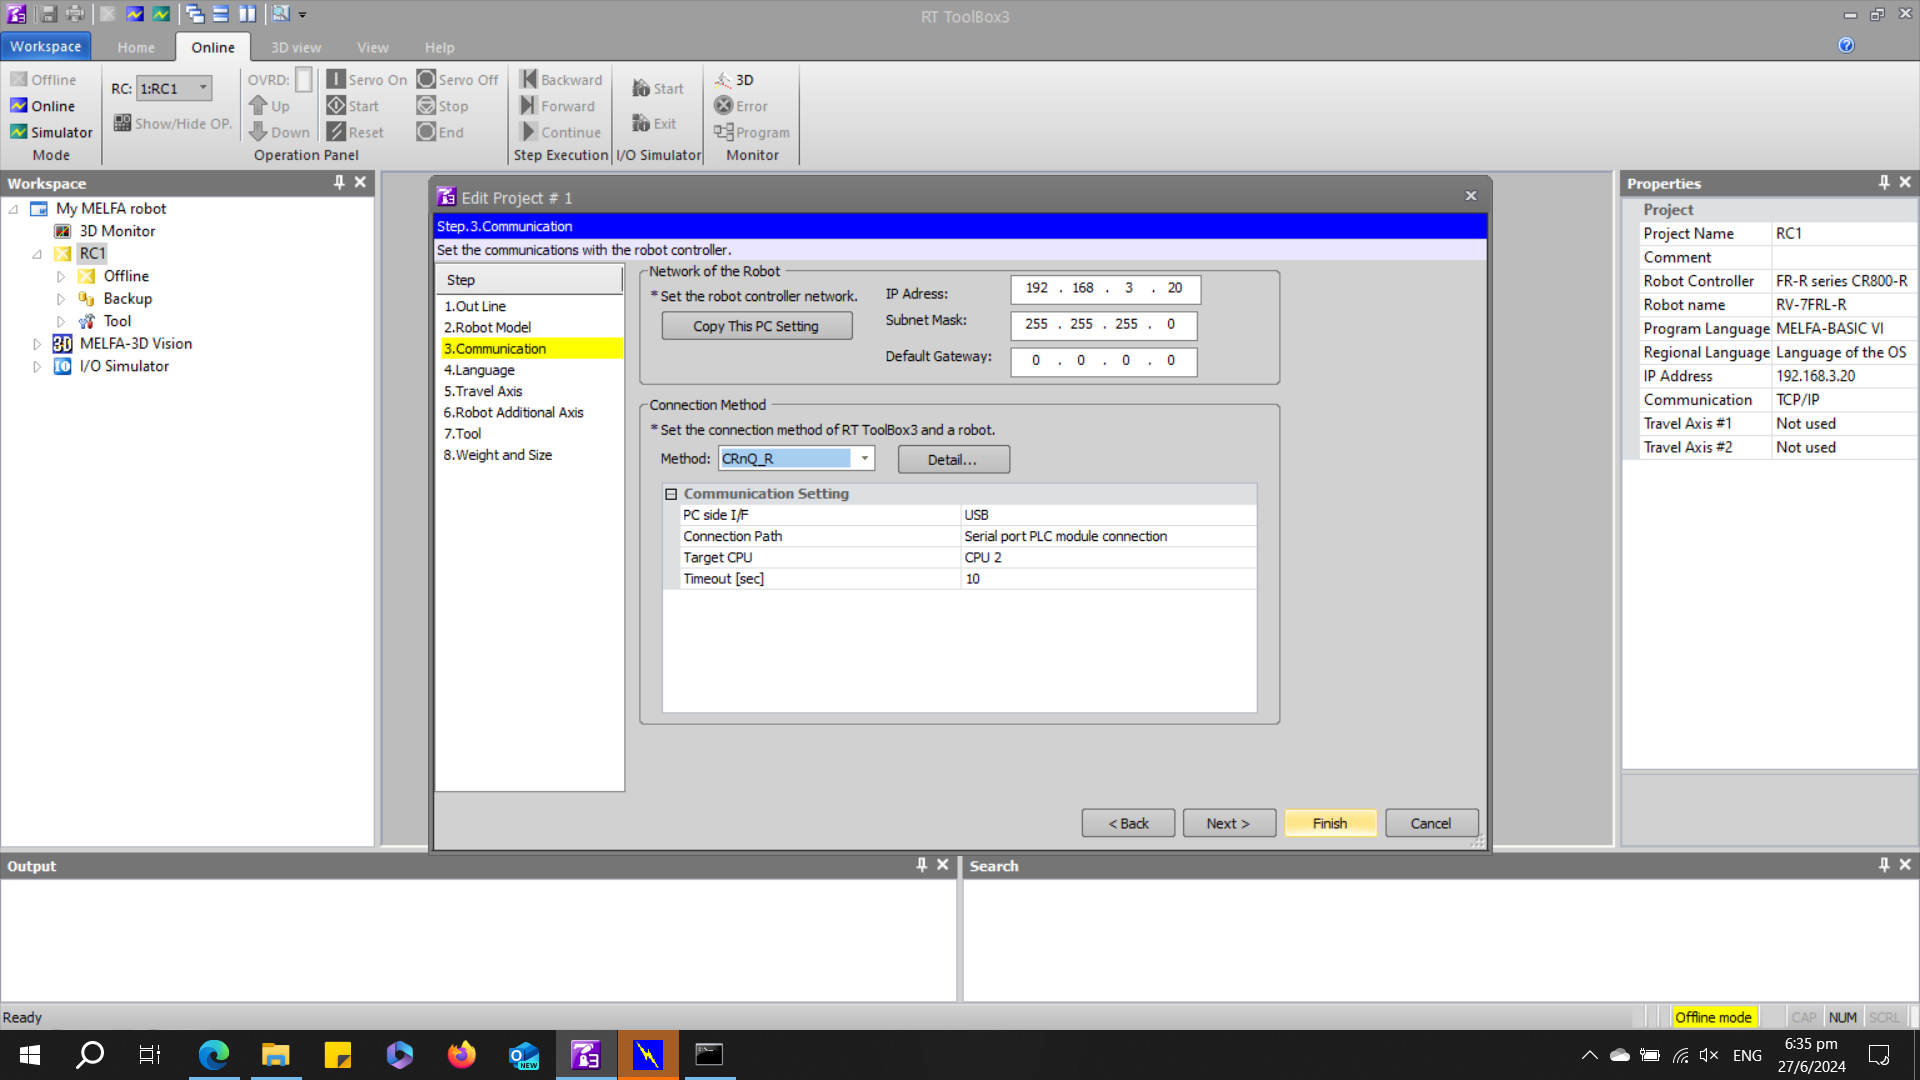 RT ToolBox3
Workspace
Home
Online
3D view
View
Help
Offline
Online
Simulator
Mode
RC:
1:RC1
Show/Hide OP.
OVRD:
Up
Down
Servo On
Start
Reset
Servo Off
Stop
End
Operation Panel
Backward
Forward
Continue
Step Execution
Start
Exit
I/O Simulator
3D
Error
Program
Monitor
Workspace
My MELFA robot
3D Monitor
RC1
Offline
Backup
Tool
MELFA-3D Vision
I/O Simulator
Edit Project # 1
Step.3.Communication
Set the communications with the robot controller.
Step
1.Out Line
2.Robot Model
3.Communication
4.Language
5.Travel Axis
6.Robot Additional Axis
7.Tool
8.Weight and Size
Network of the Robot
* Set the robot controller network.
Copy This PC Setting
IP Adress:
192 . 168 . 3 . 20
Subnet Mask:
255 . 255 . 255 . 0
Default Gateway:
0 . 0 . 0 . 0
Connection Method
* Set the connection method of RT ToolBox3 and a robot.
Method:
CRnQ_R
Detail...
Communication Setting
PC side I/F USB
Connection Path Serial port PLC module connection
Target CPU CPU 2
Timeout [sec] 10
< Back
Next >
Finish
Cancel
Properties
Project
Project Name RC1
Comment
Robot Controller FR-R series CR800-R
Robot name RV-7FRL-R
Program Language MELFA-BASIC VI
Regional Language Language of the OS
IP Address 192.168.3.20
Communication TCP/IP
Travel Axis #1 Not used
Travel Axis #2 Not used
Output
Search
Ready
Offline mode
CAP
NUM
SCRL
NEW
ENG
6:35 pm
27/6/2024